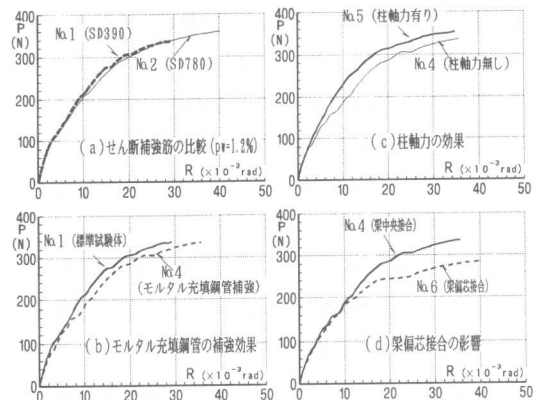 P
(N)
400
300
200
100
0
No.1 (SD390)
No.2 (SD780)
(a)せん断補強筋の比較(pw=1.2%)
0 10 20 30 40 50
R (×10⁻³rad)
P
(N)
400
300
200
100
0
No.5 (柱軸力有り)
No.4 (柱軸力無し)
(c)柱軸力の効果
0 10 20 30 40 50
R (×10⁻³rad)
P
(N)
400
300
200
100
0
No.1 (標準試験体)
No.4
(モルタル充填鋼管補強)
(b)モルタル充填鋼管の補強効果
0 10 20 30 40 50
R (×10⁻³rad)
P
(N)
400
300
200
100
0
No.4 (梁中央接合)
No.6 (梁偏芯接合)
(d)梁偏芯接合の影響
0 10 20 30 40 50
R (×10⁻³rad)